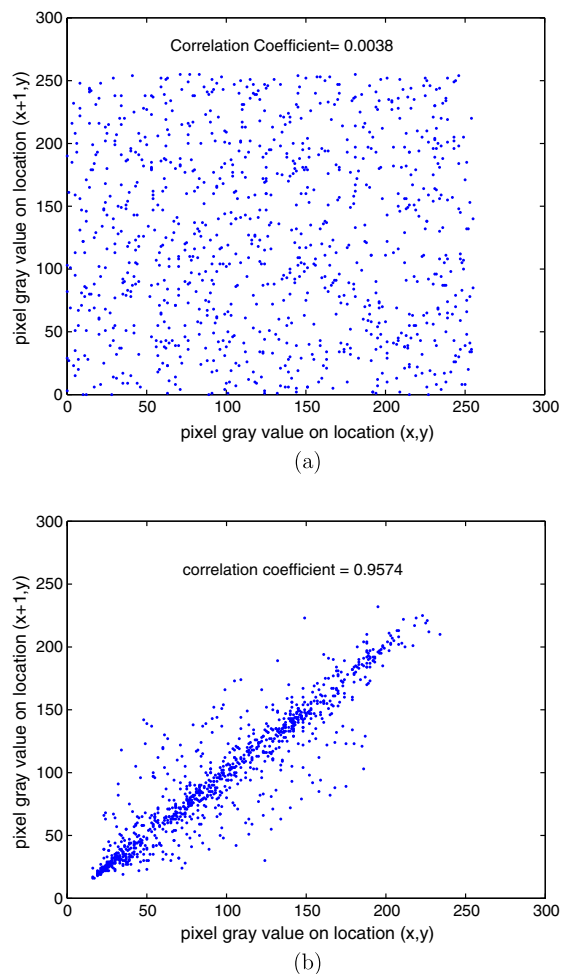 300
Correlation Coefficient= 0.0038
250
200
150
100
50
0
pixel gray value on location (x+1,y)
0 50 100 150 200 250 300
pixel gray value on location (x,y)
(a)
300
correlation coefficient = 0.9574
250
200
150
100
50
0
pixel gray value on location (x+1,y)
0 50 100 150 200 250 300
pixel gray value on location (x,y)
(b)